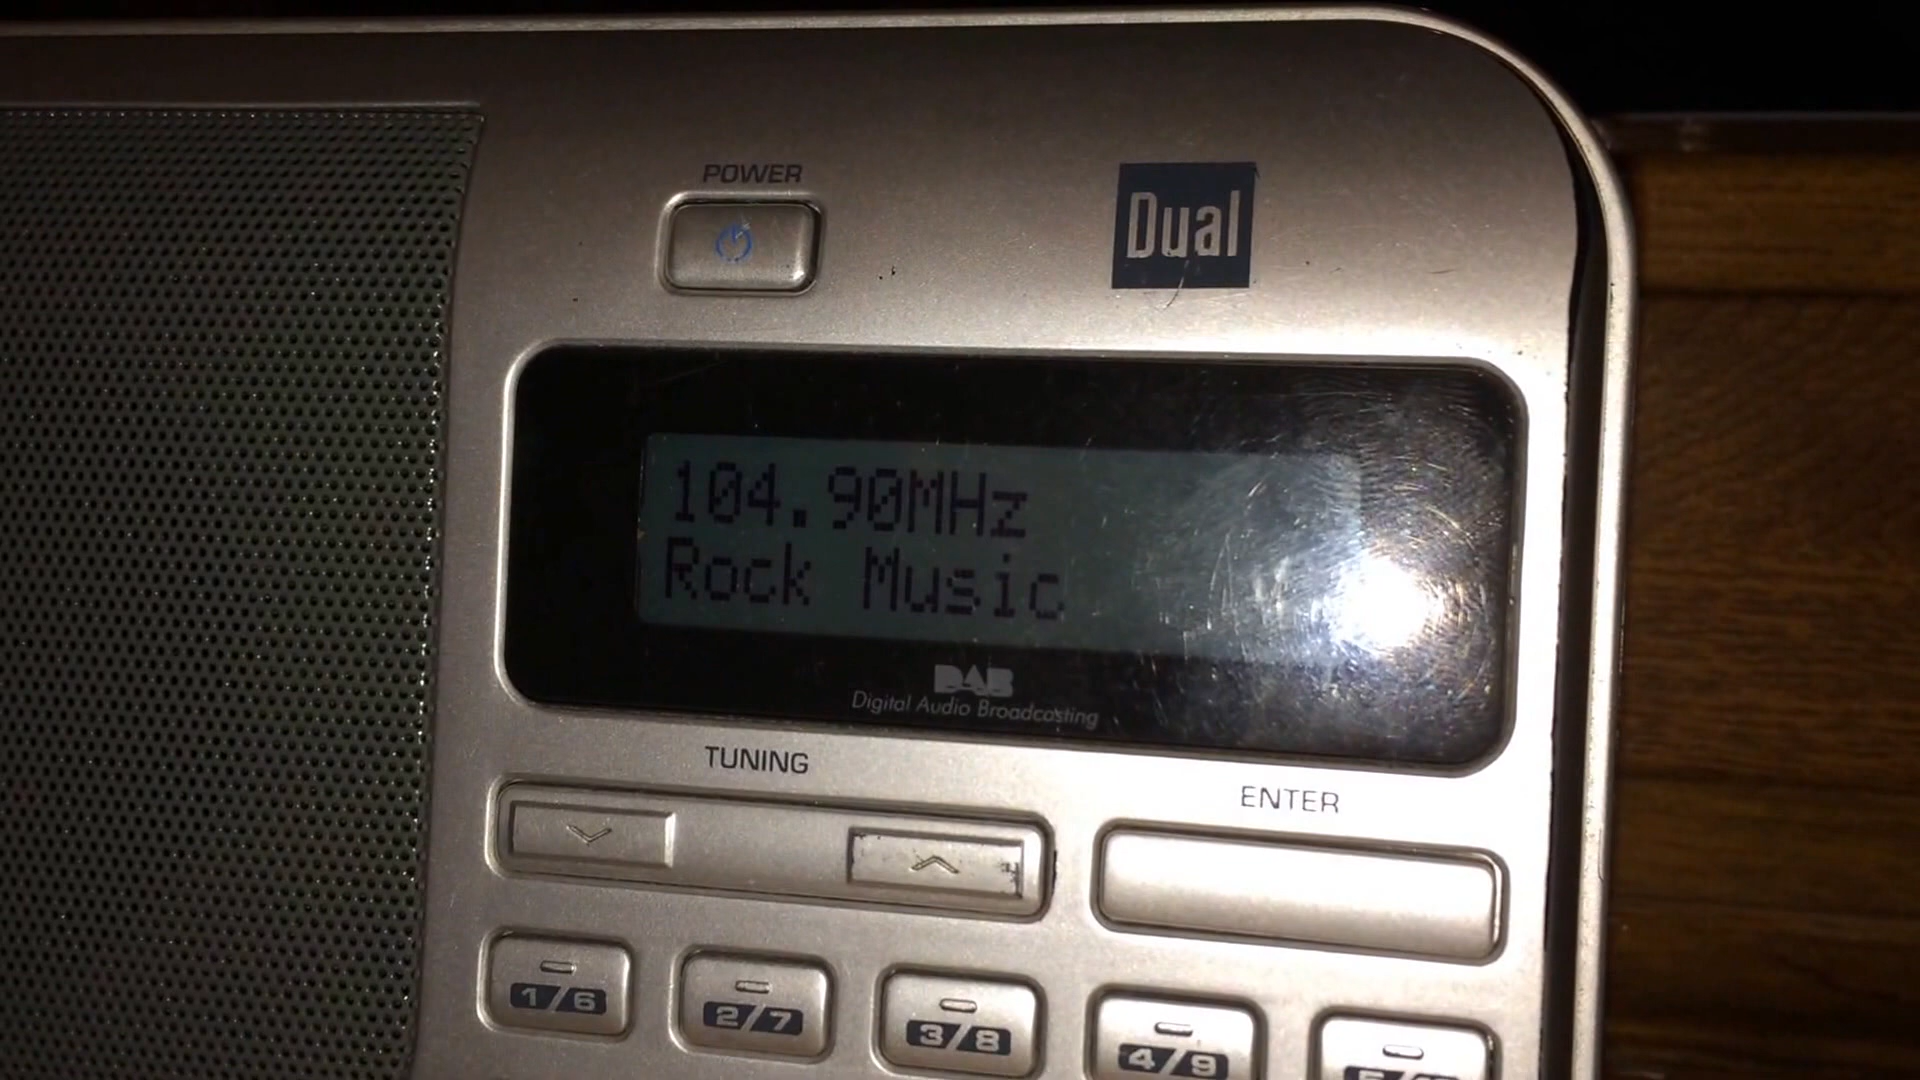 POWER
Dual
104.90MHz
Rock Music
DAB
Digital Audio Broadcasting
TUNING
ENTER
1/6
2/7
3/8
4/9